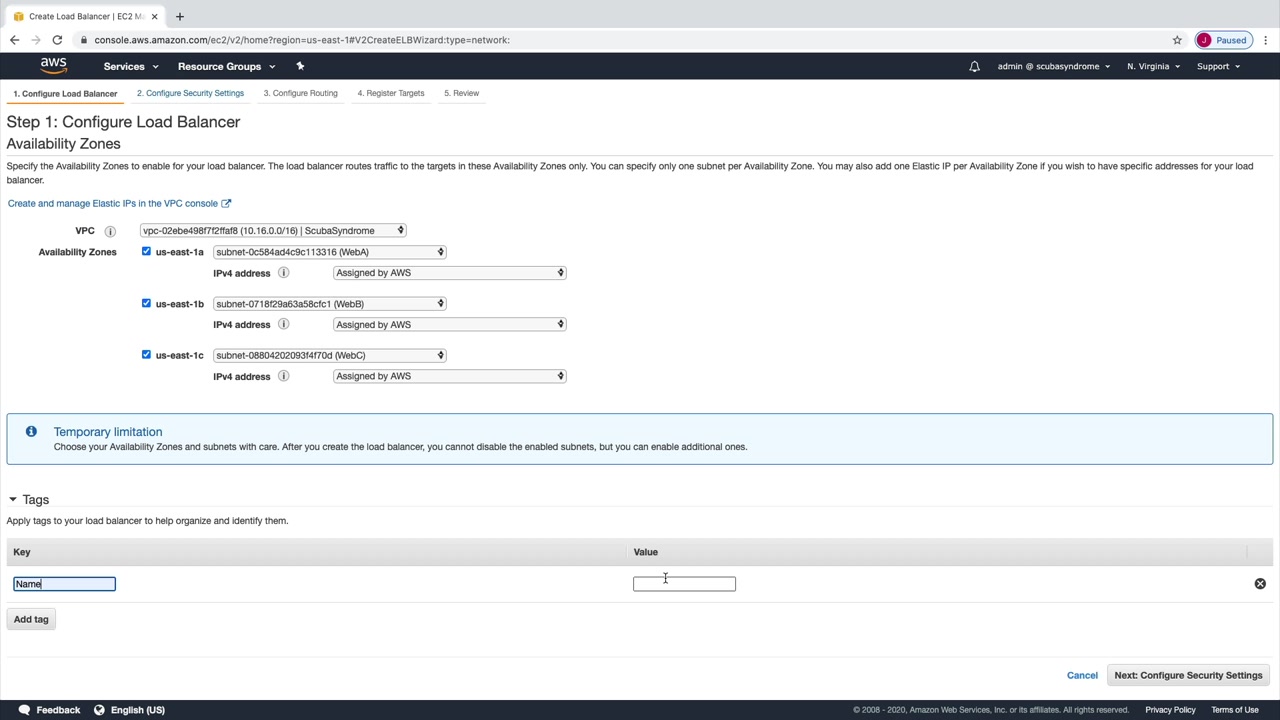 Create Load Balancer | EC2 Ma
console.aws.amazon.com/ec2/v2/home?region=us-east-1#V2CreateELBWizard:type=network:
J Paused
aws Services Resource Groups admin @ scubasyndrome N. Virginia Support
1. Configure Load Balancer 2. Configure Security Settings 3. Configure Routing 4. Register Targets 5. Review
Step 1: Configure Load Balancer
Availability Zones
Specify the Availability Zones to enable for your load balancer. The load balancer routes traffic to the targets in these Availability Zones only. You can specify only one subnet per Availability Zone. You may also add one Elastic IP per Availability Zone if you wish to have specific addresses for your load
balancer.
Create and manage Elastic IPs in the VPC console
VPC vpc-02ebe498f7f2ffaf8 (10.16.0.0/16) | ScubaSyndrome
Availability Zones us-east-1a subnet-0c584ad4c9c113316 (WebA)
IPv4 address Assigned by AWS
us-east-1b subnet-0718f29a63a58cfc1 (WebB)
IPv4 address Assigned by AWS
us-east-1c subnet-08804202093f4f70d (WebC)
IPv4 address Assigned by AWS
Temporary limitation
Choose your Availability Zones and subnets with care. After you create the load balancer, you cannot disable the enabled subnets, but you can enable additional ones.
Tags
Apply tags to your load balancer to help organize and identify them.
Key Value
Name
Add tag
Cancel Next: Configure Security Settings
Feedback English (US) © 2008 - 2020, Amazon Web Services, Inc. or its affiliates. All rights reserved. Privacy Policy Terms of Use